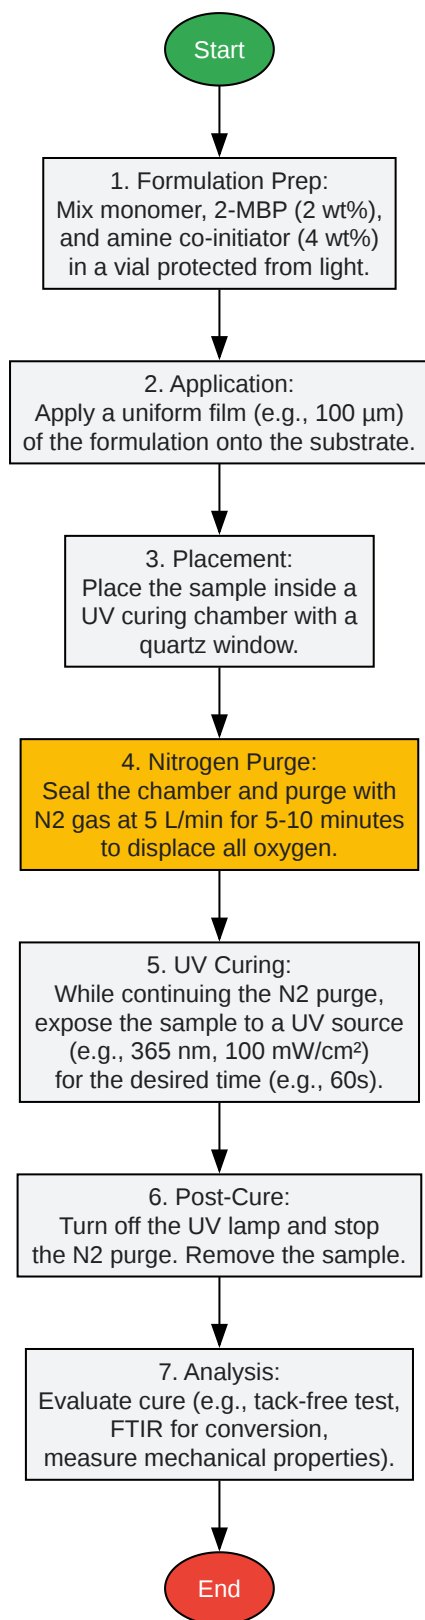 Start
1. Formulation Prep:
Mix monomer, 2-MBP (2 wt%),
and amine co-initiator (4 wt%)
in a vial protected from light.
2. Application:
Apply a uniform film (e.g., 100 µm)
of the formulation onto the substrate.
3. Placement:
Place the sample inside a
UV curing chamber with a
quartz window.
4. Nitrogen Purge:
Seal the chamber and purge with
N2 gas at 5 L/min for 5-10 minutes
to displace all oxygen.
5. UV Curing:
While continuing the N2 purge,
expose the sample to a UV source
(e.g., 365 nm, 100 mW/cm²)
for the desired time (e.g., 60s).
6. Post-Cure:
Turn off the UV lamp and stop
the N2 purge. Remove the sample.
7. Analysis:
Evaluate cure (e.g., tack-free test,
FTIR for conversion,
measure mechanical properties).
End